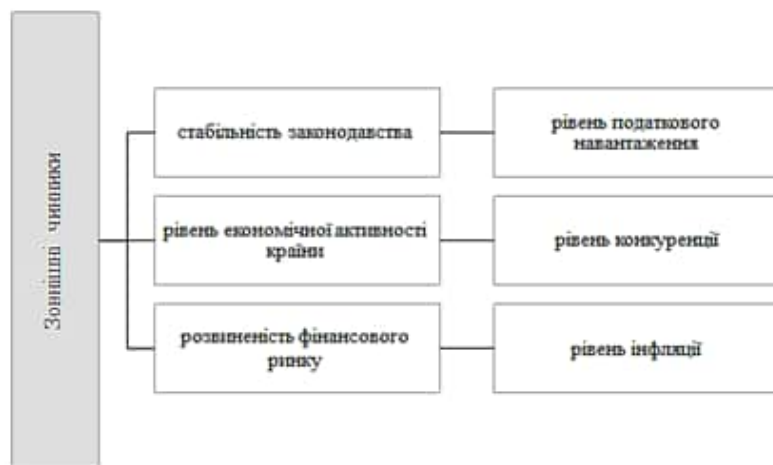 Зовнішні чинники
стабільність законодавства
рівень податкового
навантаження
рівень економічної активності
країни
рівень конкуренції
розвиненість фінансового
ринку
рівень інфляції